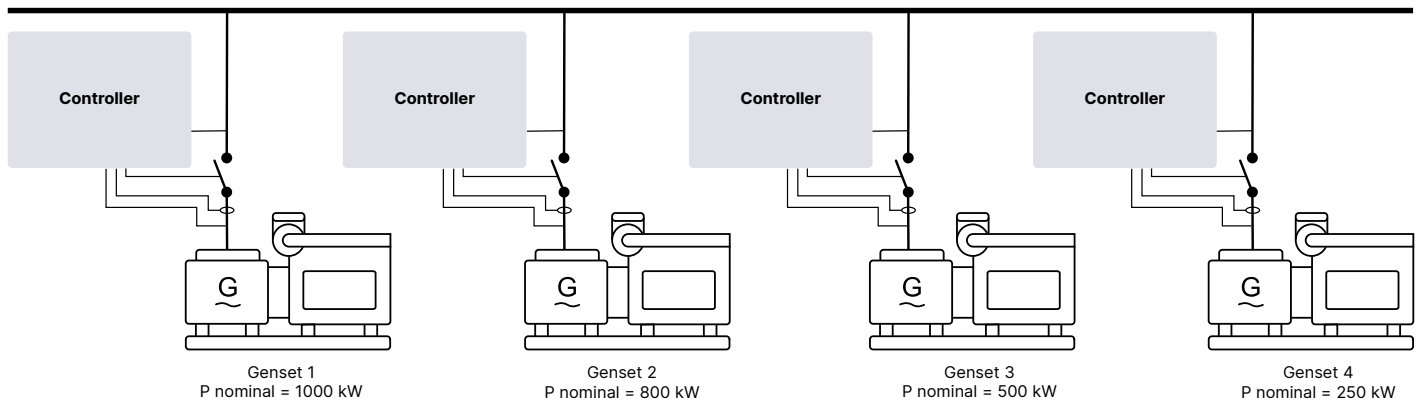 Controller
Controller
Controller
Controller
G
G
G
G
Genset 1
P nominal = 1000 kW
Genset 2
P nominal = 800 kW
Genset 3
P nominal = 500 kW
Genset 4
P nominal = 250 kW